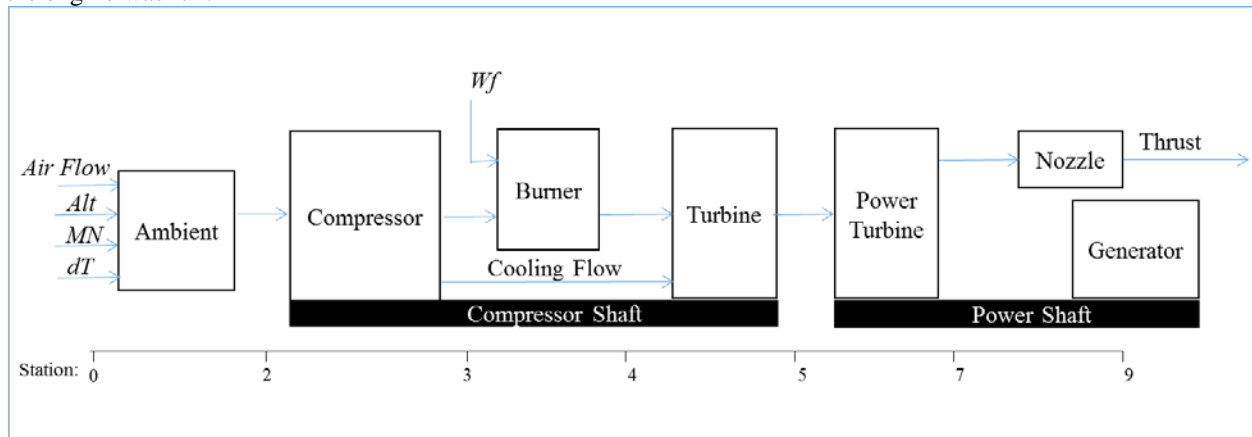 Wf
Air Flow
Alt
MN
dT
Ambient
Compressor
Burner
Turbine
Cooling Flow
Compressor Shaft
Power
Turbine
Nozzle
Thrust
Generator
Power Shaft
Station:
0 2 3 4 5 7 9